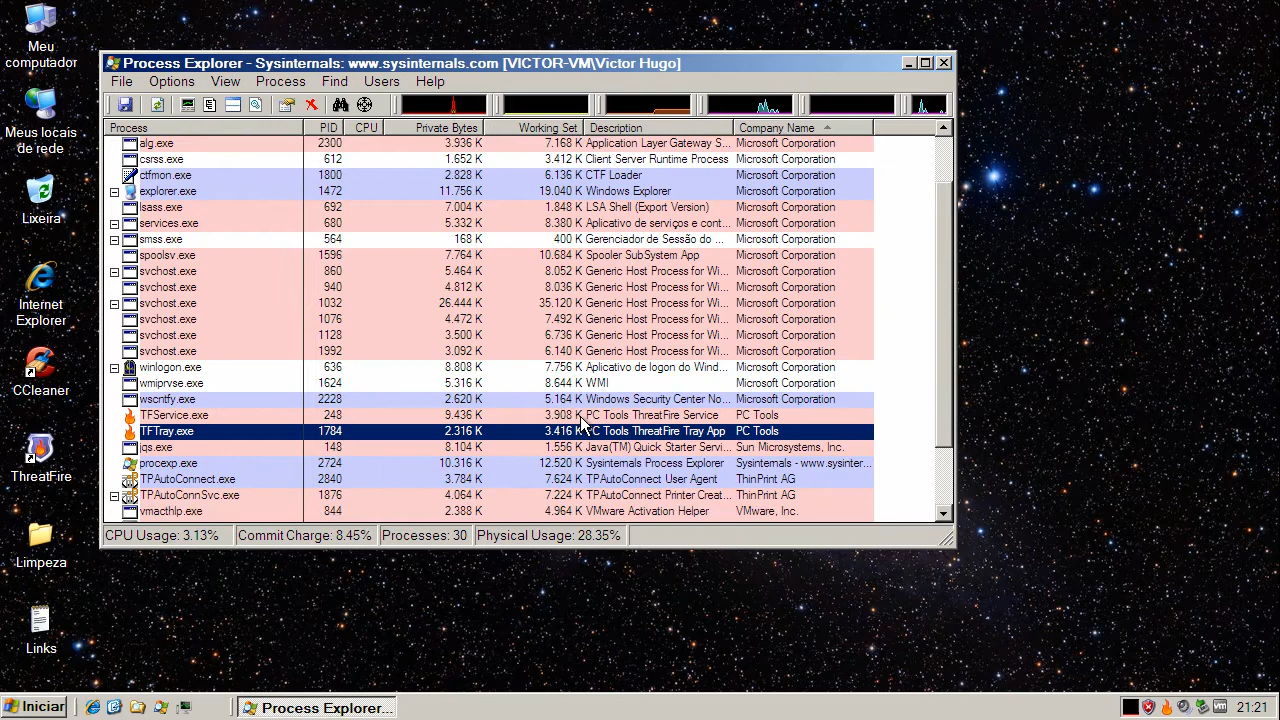 Meu
computador
Meus locais
de rede
Lixeira
Internet
Explorer
CCleaner
ThreatFire
Limpeza
Links
Process Explorer - Sysinternals: www.sysinternals.com [VICTOR-VM\Victor Hugo]
File Options View Process Find Users Help
Process PID CPU Private Bytes Working Set Description Company Name
alg.exe 2300 3.936 K 7.168 K Application Layer Gateway S... Microsoft Corporation
csrss.exe 612 1.652 K 3.412 K Client Server Runtime Process Microsoft Corporation
ctfmon.exe 1800 2.828 K 6.136 K CTF Loader Microsoft Corporation
explorer.exe 1472 11.756 K 19.040 K Windows Explorer Microsoft Corporation
lsass.exe 692 7.004 K 1.848 K LSA Shell (Export Version) Microsoft Corporation
services.exe 680 5.332 K 8.380 K Aplicativo de serviços e cont... Microsoft Corporation
smss.exe 564 168 K 400 K Gerenciador de Sessão do ... Microsoft Corporation
spoolsv.exe 1596 7.764 K 10.684 K Spooler SubSystem App Microsoft Corporation
svchost.exe 860 5.464 K 8.052 K Generic Host Process for Wi... Microsoft Corporation
svchost.exe 940 4.812 K 8.036 K Generic Host Process for Wi... Microsoft Corporation
svchost.exe 1032 26.444 K 35.120 K Generic Host Process for Wi... Microsoft Corporation
svchost.exe 1076 4.472 K 7.492 K Generic Host Process for Wi... Microsoft Corporation
svchost.exe 1128 3.500 K 6.736 K Generic Host Process for Wi... Microsoft Corporation
svchost.exe 1992 3.092 K 6.140 K Generic Host Process for Wi... Microsoft Corporation
winlogon.exe 636 8.808 K 7.756 K Aplicativo de logon do Wind... Microsoft Corporation
wmiprvse.exe 1624 5.316 K 8.644 K WMI Microsoft Corporation
wscntfy.exe 2228 2.620 K 5.164 K Windows Security Center No... Microsoft Corporation
TFService.exe 248 9.436 K 3.908 K PC Tools ThreatFire Service PC Tools
TFTray.exe 1784 2.316 K 3.416 K PC Tools ThreatFire Tray App PC Tools
jqs.exe 148 8.104 K 1.556 K Java(TM) Quick Starter Servi... Sun Microsystems, Inc.
procexp.exe 2724 10.316 K 12.520 K Sysinternals Process Explorer Sysinternals - www.sysinter...
TPAutoConnect.exe 2840 3.784 K 7.624 K TPAutoConnect User Agent ThinPrint AG
TPAutoConnSvc.exe 1876 4.064 K 7.224 K TPAutoConnect Printer Creat... ThinPrint AG
vmacthlp.exe 844 2.388 K 4.964 K VMware Activation Helper VMware, Inc.
CPU Usage: 3.13% Commit Charge: 8.45% Processes: 30 Physical Usage: 28.35%
Iniciar Process Explorer... vm 21:21